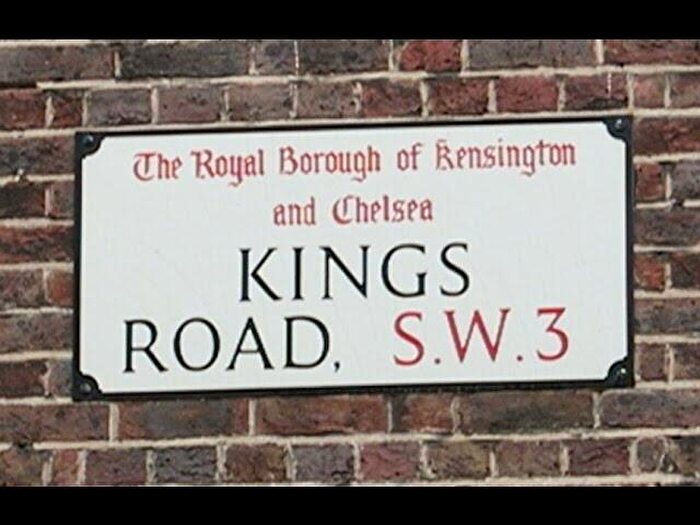 The Royal Borough of Kensington
and Chelsea
KINGS
ROAD, S.W.3